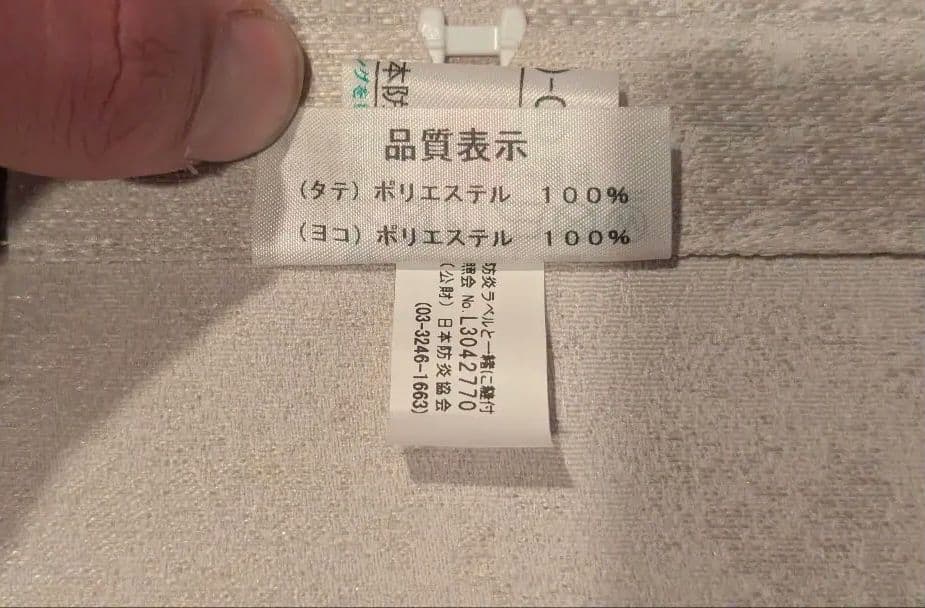 品質表示
（タテ）ポリエステル　１００％
（ヨコ）ポリエステル　１００％
防炎ラベルと一緒に縫付
照会 No.L3042770
（公財）日本防炎協会
(03-3246-1663)
本防